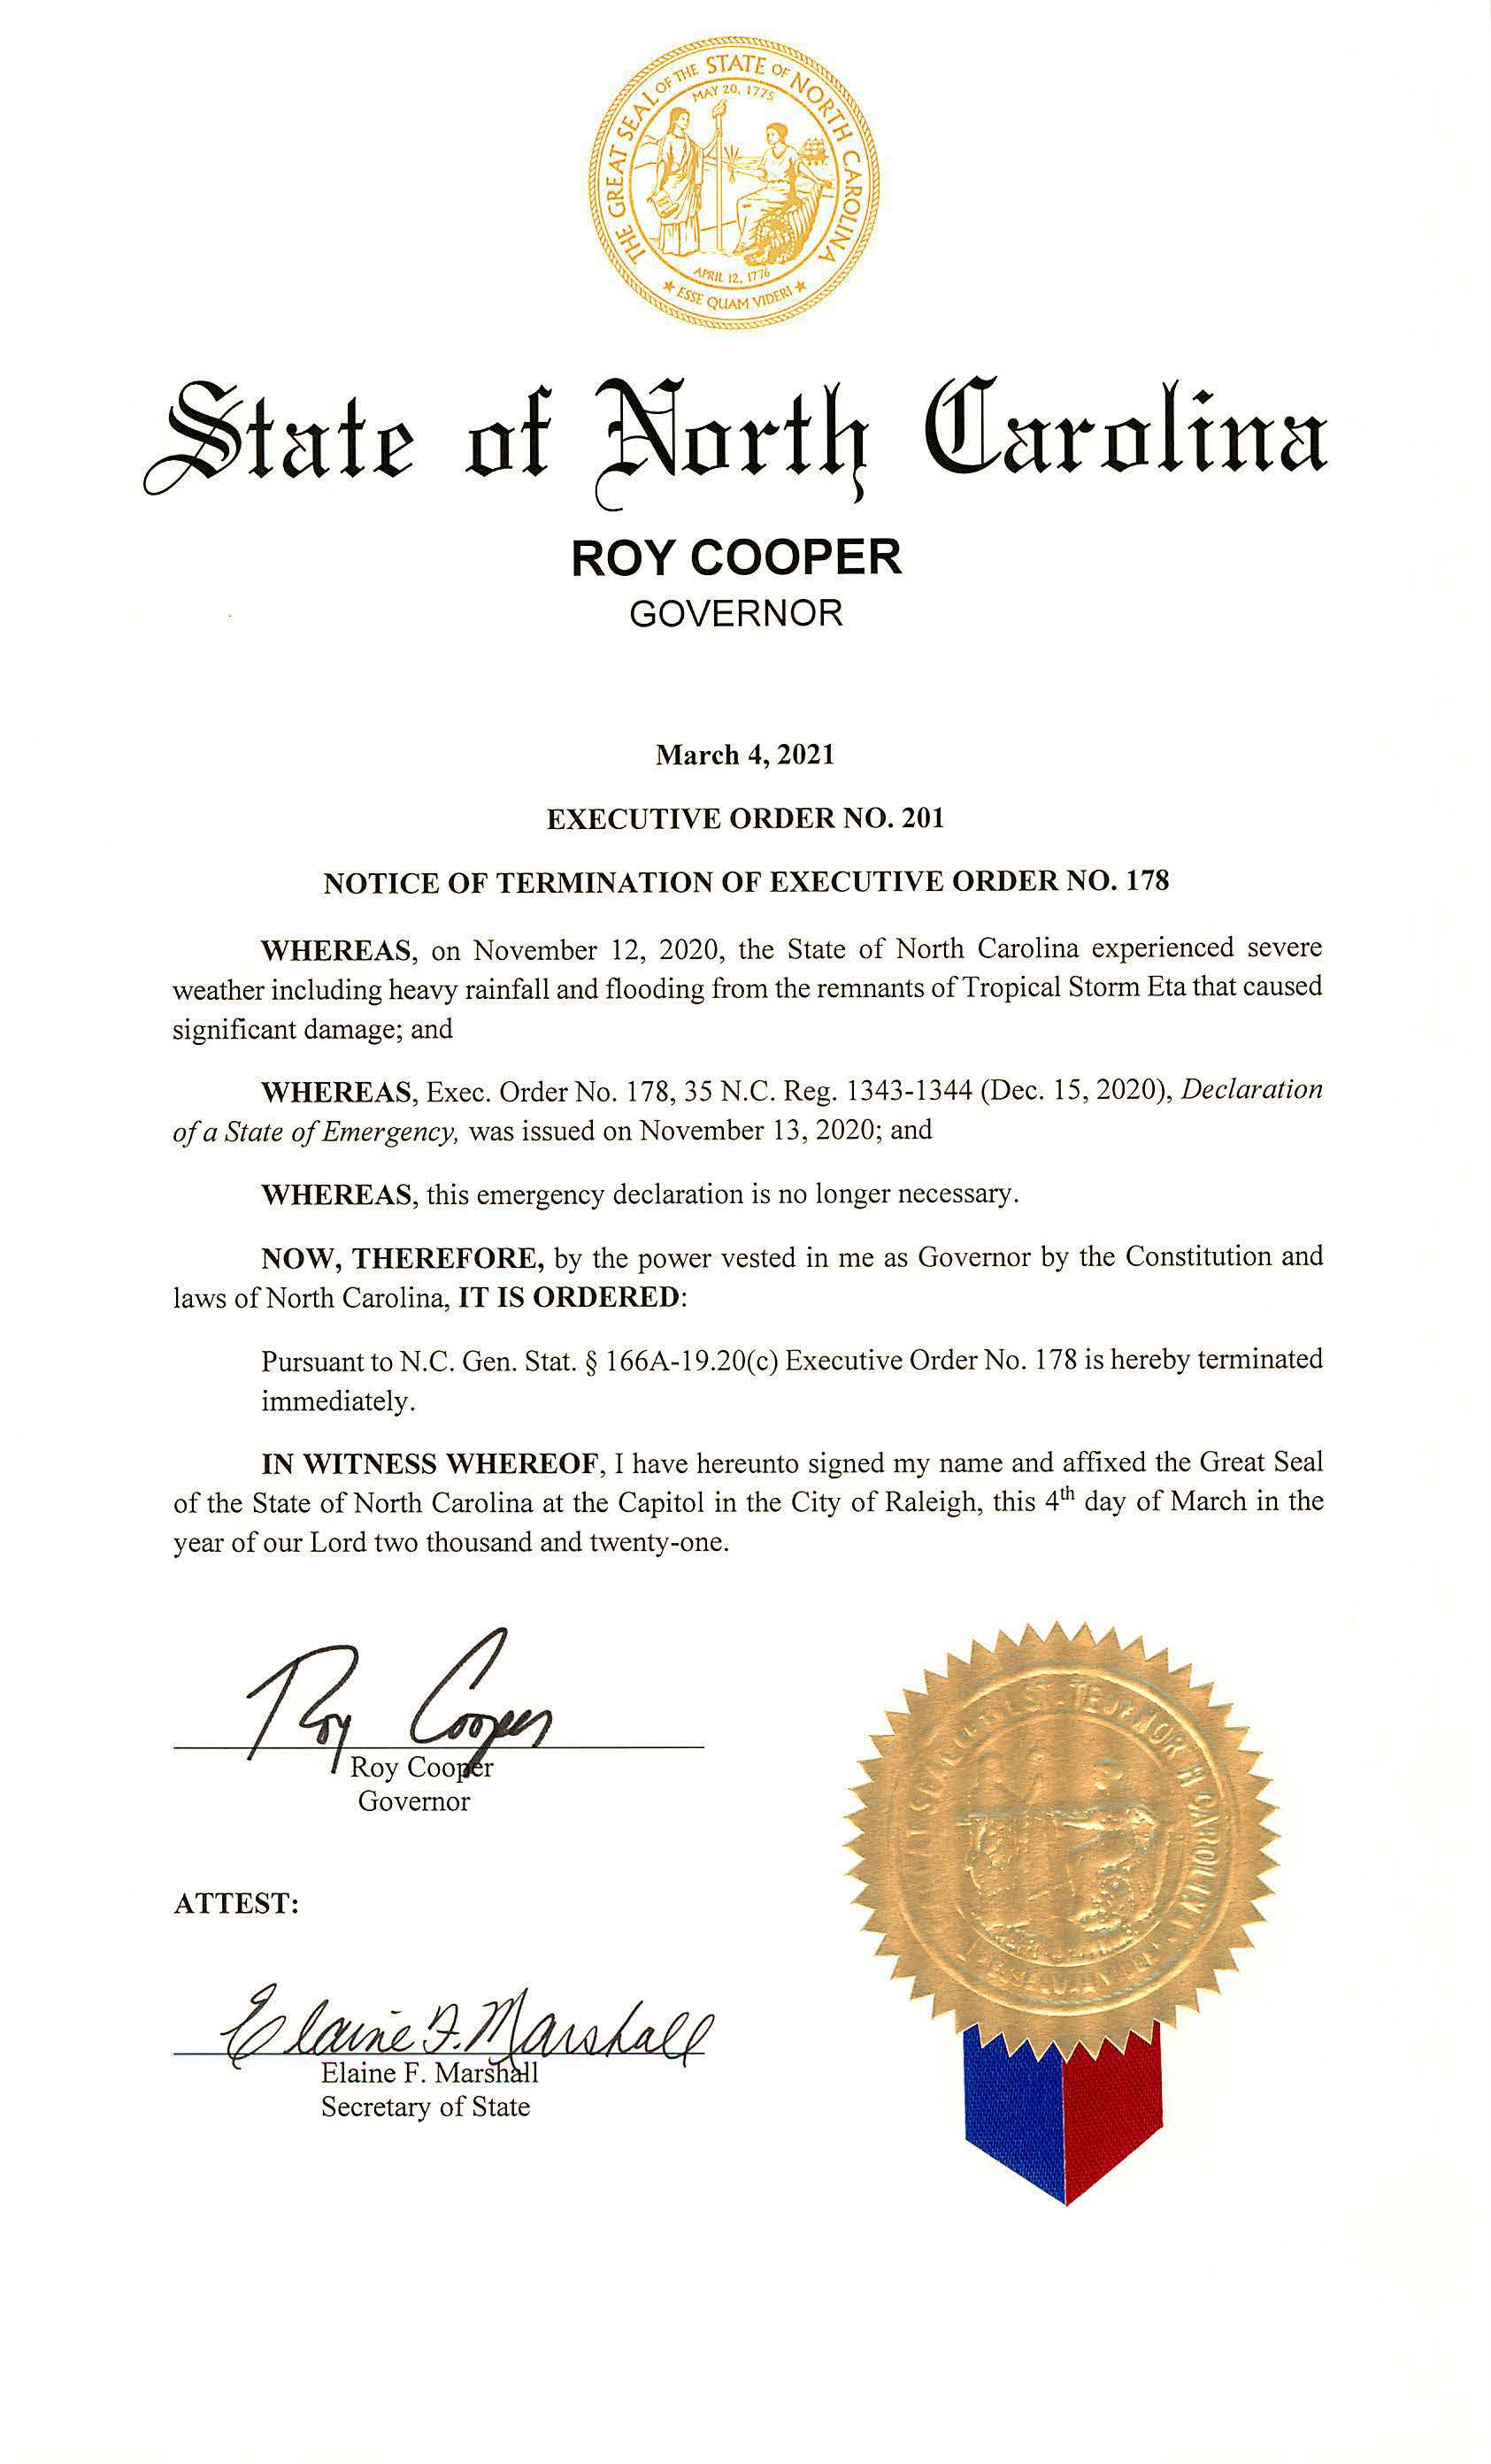 THE GREAT SEAL OF THE STATE OF NORTH CAROLINA
MAY 20, 1775
APRIL 12, 1776
★ ESSE QUAM VIDERI ★
State of North Carolina
ROY COOPER
GOVERNOR
March 4, 2021
EXECUTIVE ORDER NO. 201
NOTICE OF TERMINATION OF EXECUTIVE ORDER NO. 178
WHEREAS, on November 12, 2020, the State of North Carolina experienced severe
weather including heavy rainfall and flooding from the remnants of Tropical Storm Eta that caused
significant damage; and
WHEREAS, Exec. Order No. 178, 35 N.C. Reg. 1343-1344 (Dec. 15, 2020), Declaration
of a State of Emergency, was issued on November 13, 2020; and
WHEREAS, this emergency declaration is no longer necessary.
NOW, THEREFORE, by the power vested in me as Governor by the Constitution and
laws of North Carolina, IT IS ORDERED:
Pursuant to N.C. Gen. Stat. § 166A-19.20(c) Executive Order No. 178 is hereby terminated
immediately.
IN WITNESS WHEREOF, I have hereunto signed my name and affixed the Great Seal
of the State of North Carolina at the Capitol in the City of Raleigh, this 4th day of March in the
year of our Lord two thousand and twenty-one.
Roy Cooper
Roy Cooper
Governor
ATTEST:
Elaine F. Marshall
Elaine F. Marshall
Secretary of State